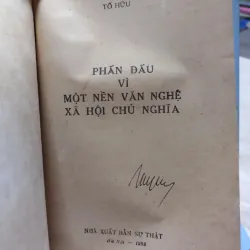 TỐ HỮU
PHẤN ĐẤU
VÌ
MỘT NỀN VĂN NGHỆ
XÃ HỘI CHỦ NGHĨA
NHÀ XUẤT BẢN SỰ THẬT